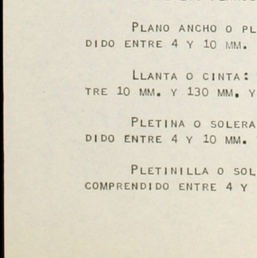 PLANO ANCHO O PL
DIDO ENTRE 4 Y 10 MM.
LLANTA O CINTA:
TRE 10 MM. Y 130 MM. Y
PLETINA O SOLERA
DIDO ENTRE 4 Y 10 MM.
PLETINILLA O SOL
COMPRENDIDO ENTRE 4 Y